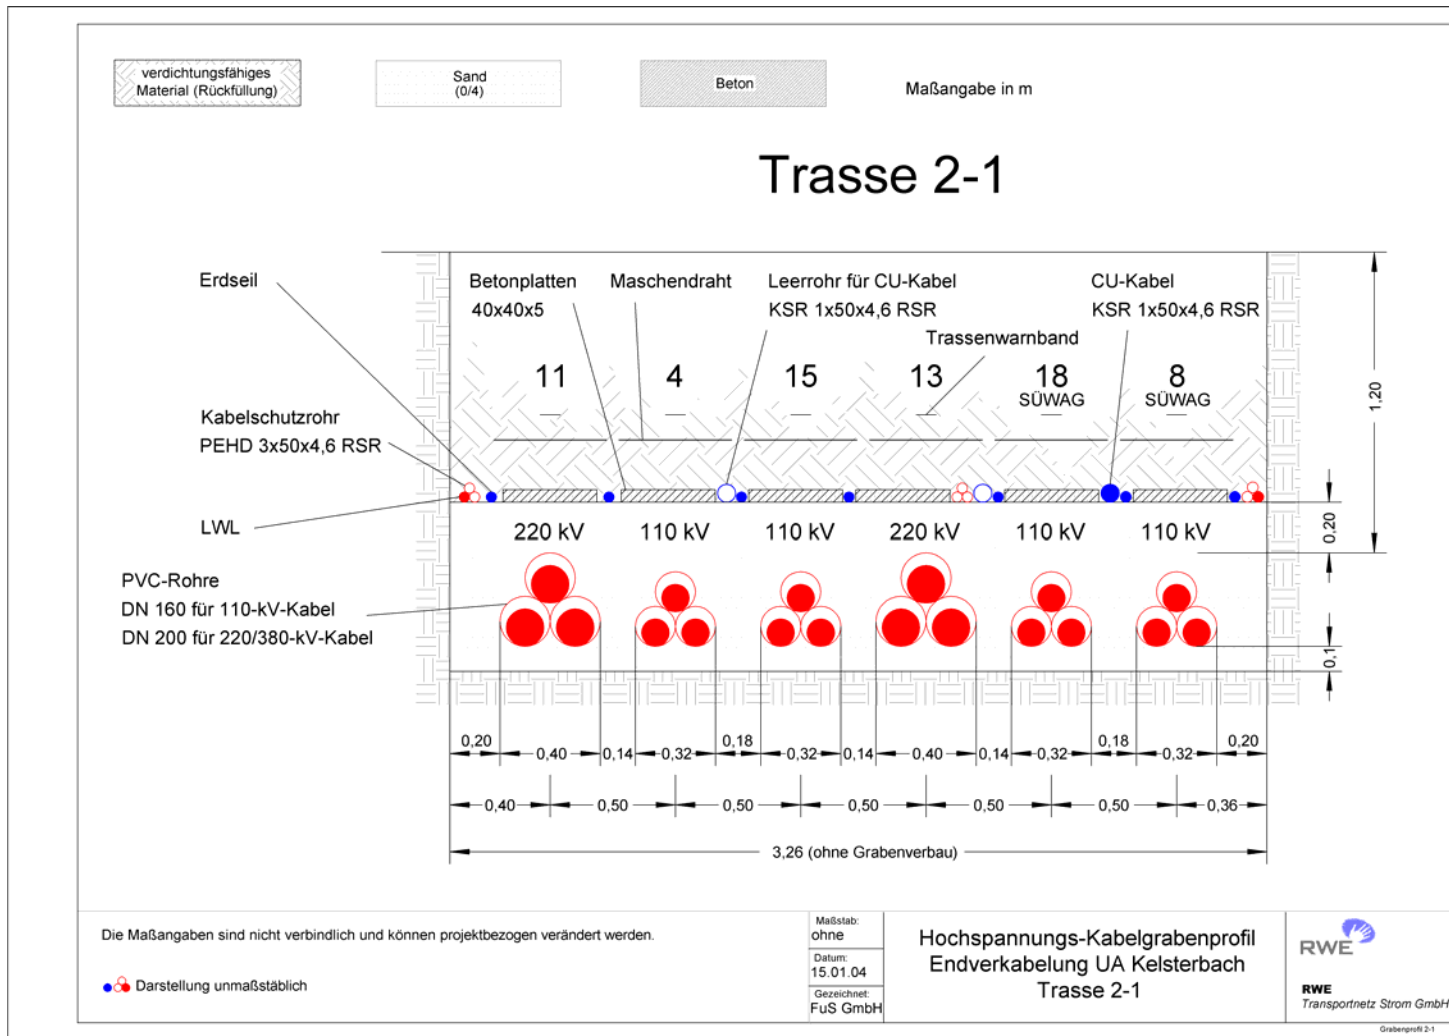 verdichtungsfähiges
Material (Rückfüllung)
Sand
(0/4)
Beton
Maßangabe in m
Trasse 2-1
Erdseil
Betonplatten
40x40x5
Maschendraht
Leerrohr für CU-Kabel
KSR 1x50x4,6 RSR
CU-Kabel
KSR 1x50x4,6 RSR
Trassenwarnband
11
4
15
13
18
SÜWAG
8
SÜWAG
1,20
Kabelschutzrohr
PEHD 3x50x4,6 RSR
LWL
220 kV
110 kV
110 kV
220 kV
110 kV
110 kV
0,20
PVC-Rohre
DN 160 für 110-kV-Kabel
DN 200 für 220/380-kV-Kabel
0,1
0,20
0,40
0,14
0,32
0,18
0,32
0,14
0,40
0,14
0,32
0,18
0,32
0,20
0,40
0,50
0,50
0,50
0,50
0,50
0,36
3,26 (ohne Grabenverbau)
Die Maßangaben sind nicht verbindlich und können projektbezogen verändert werden.
Darstellung unmaßstäblich
Maßstab:
ohne
Datum:
15.01.04
Gezeichnet:
FuS GmbH
Hochspannungs-Kabelgrabenprofil
Endverkabelung UA Kelsterbach
Trasse 2-1
RWE
RWE
Transportnetz Strom GmbH
Grabenprofil 2-1